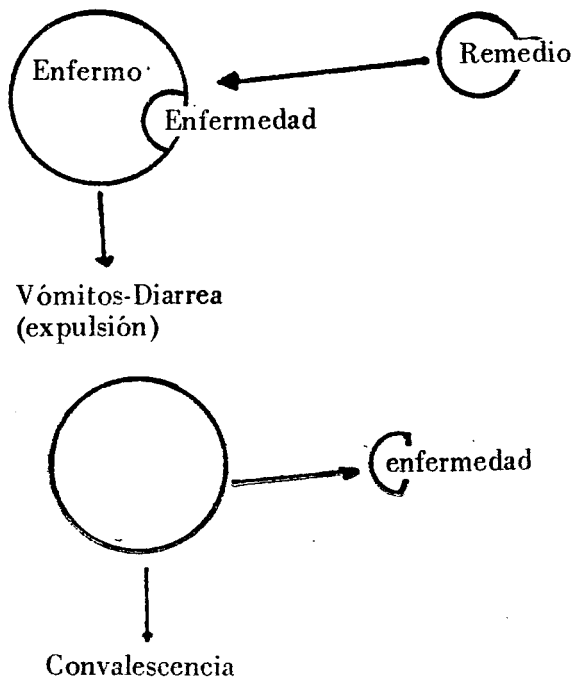 Enfermo
Remedio
Enfermedad
Vómitos-Diarrea
(expulsión)
enfermedad
Convalescencia